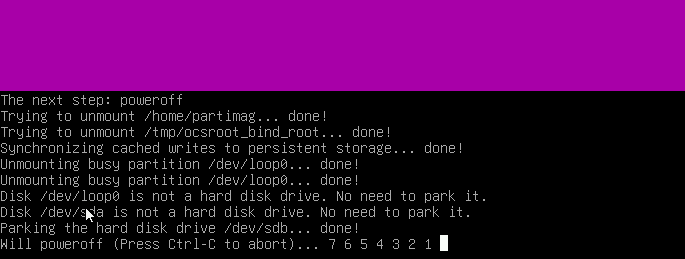 The next step: poweroff
Trying to unmount /home/partimag... done!
Trying to unmount /tmp/ocsroot_bind_root... done!
Synchronizing cached writes to persistent storage... done!
Unmounting busy partition /dev/loop0... done!
Unmounting busy partition /dev/loop0... done!
Disk /dev/loop0 is not a hard disk drive. No need to park it.
Disk /dev/sda is not a hard disk drive. No need to park it.
Parking the hard disk drive /dev/sdb... done!
Will poweroff (Press Ctrl-C to abort)... 7 6 5 4 3 2 1